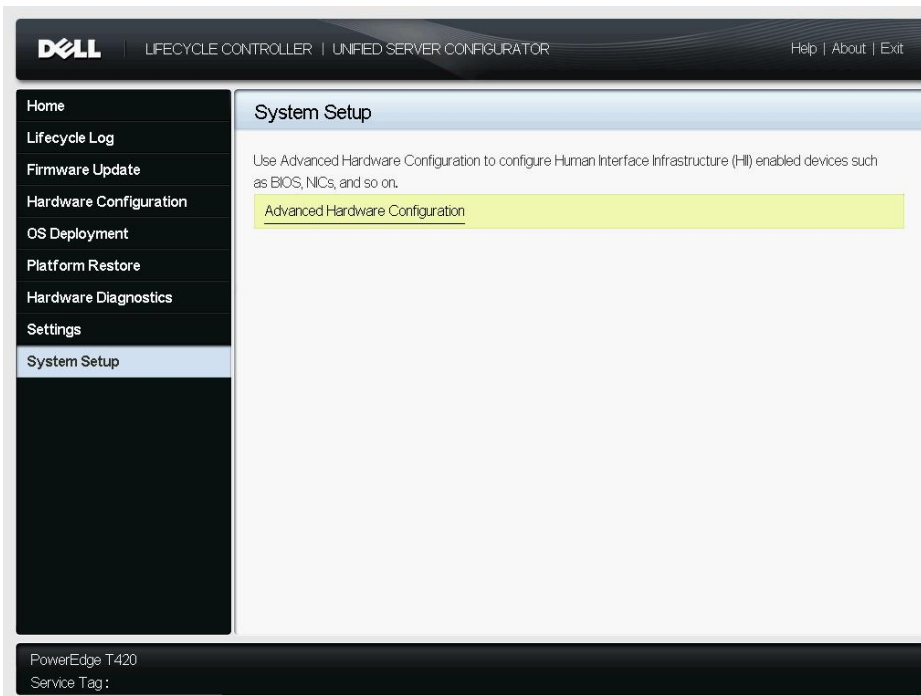 DELL LIFECYCLE CONTROLLER | UNIFIED SERVER CONFIGURATOR Help | About | Exit
Home
Lifecycle Log
Firmware Update
Hardware Configuration
OS Deployment
Platform Restore
Hardware Diagnostics
Settings
System Setup
System Setup
Use Advanced Hardware Configuration to configure Human Interface Infrastructure (HII) enabled devices such
as BIOS, NICs, and so on.
Advanced Hardware Configuration
PowerEdge T420
Service Tag: